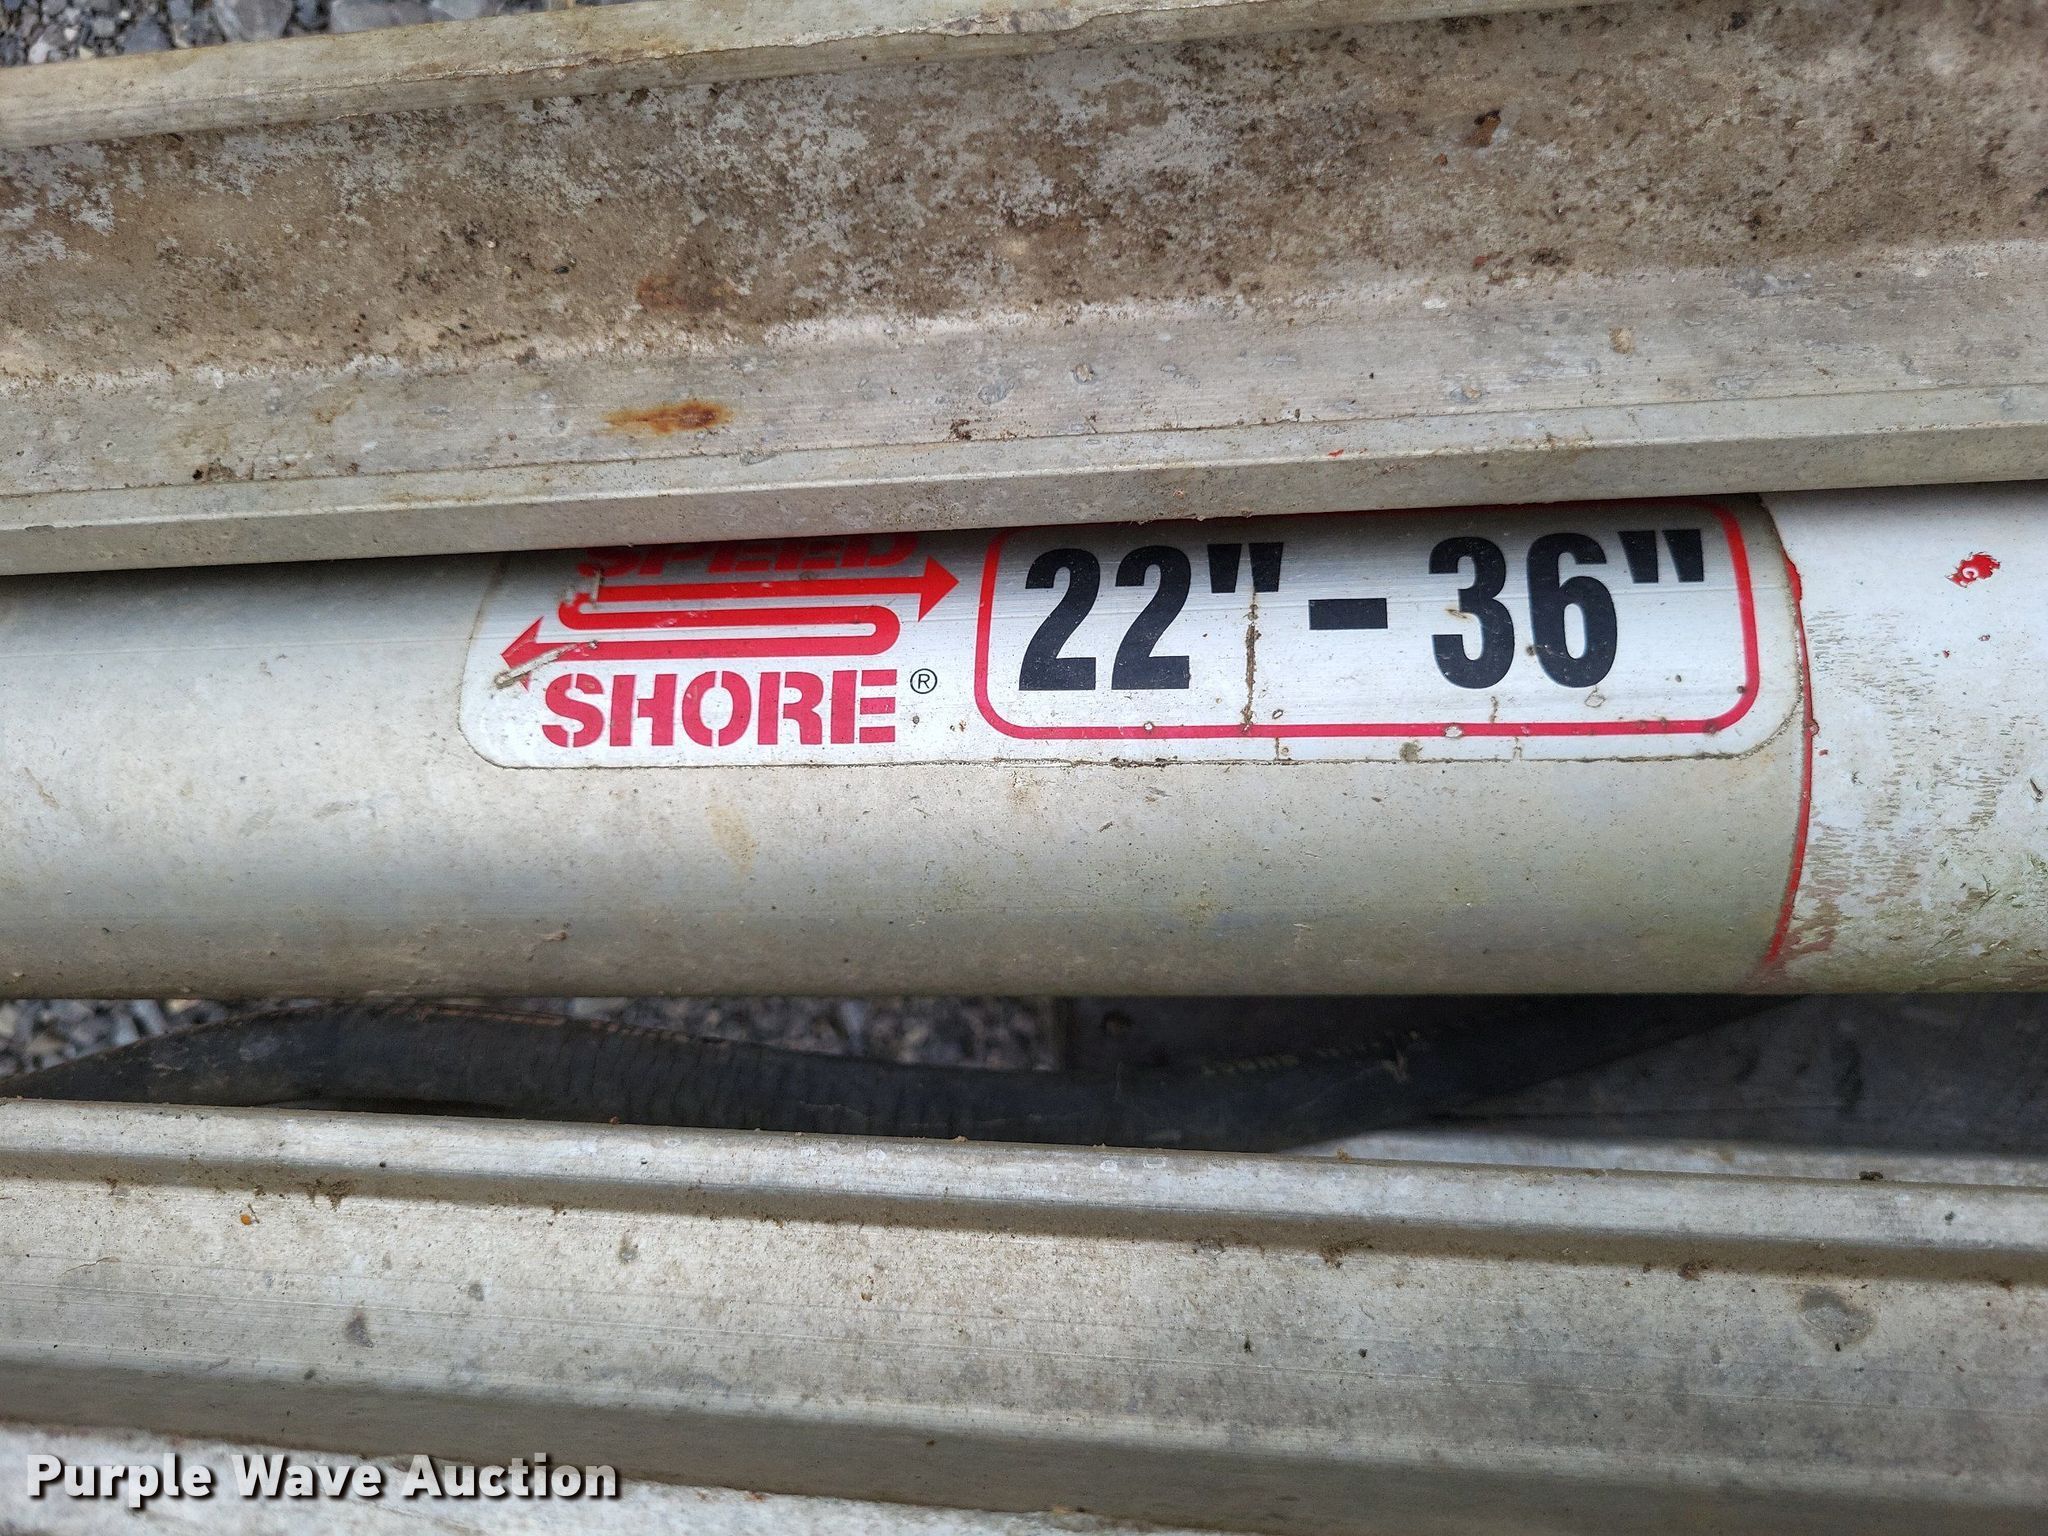 SPEED
SHORE®
22"-36"
Purple Wave Auction